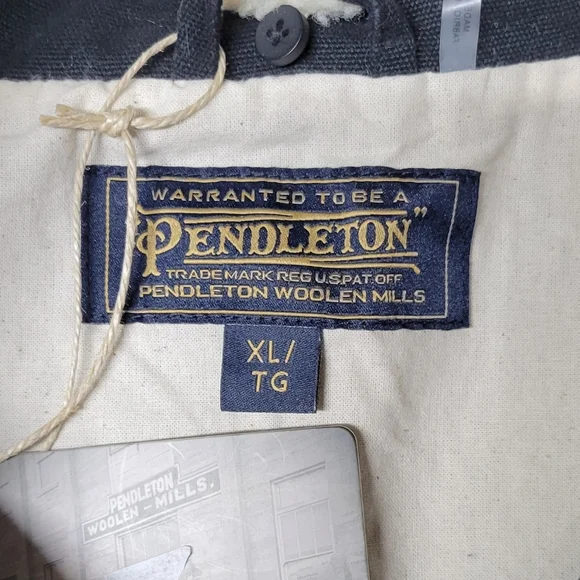 WARRANTED TO BE A
"PENDLETON"
TRADE MARK REG U.S.PAT.OFF
PENDLETON WOOLEN MILLS
XL/
TG
PENDLETON
WOOLEN-MILLS.